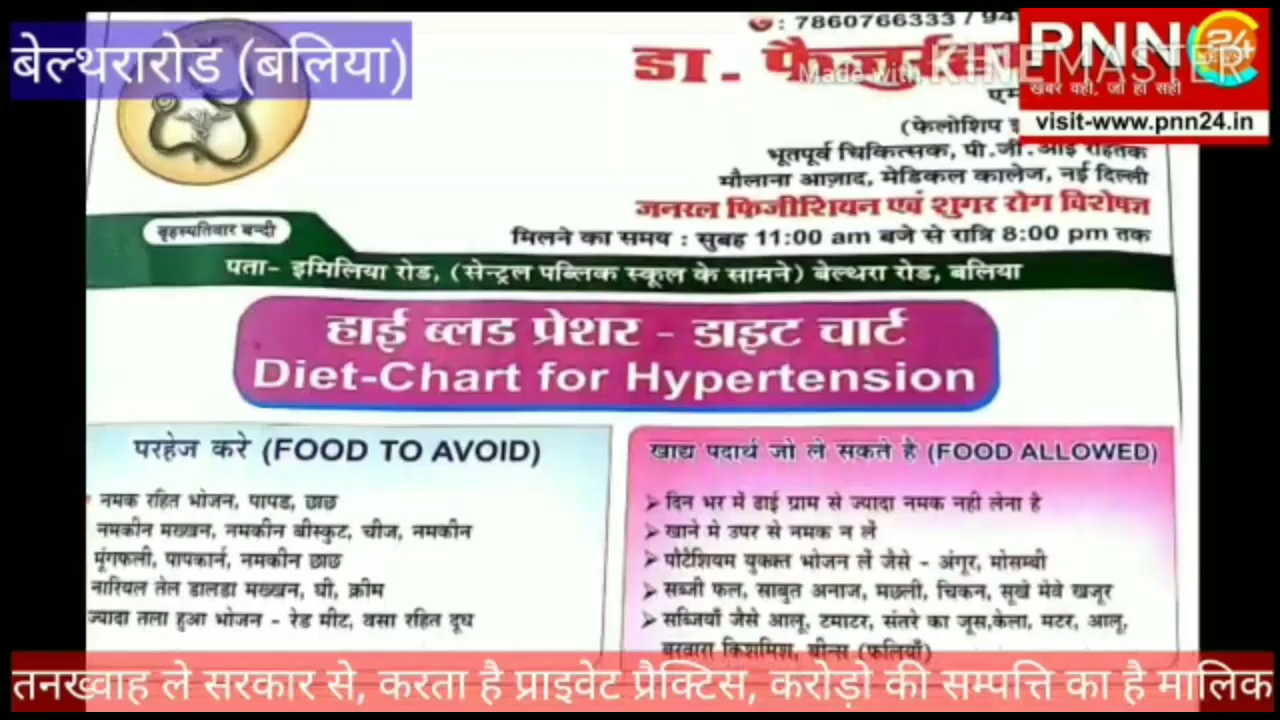 बेल्थरारोड (बलिया)
: 7860766333 / 94
PNN 24
NEWS
Made with KINEMASTER
खबर वही, जो हो सही
visit-www.pnn24.in
डा.
(फेलोशिप
भूतपूर्व चिकित्सक, पी.जी.आई रोहतक
मौलाना आज़ाद, मेडिकल कालेज, नई दिल्ली
जनरल फिजीशियन एवं शुगर रोग विशेषज्ञ
बृहस्पतिवार बन्दी
मिलने का समय : सुबह 11:00 am बजे से रात्रि 8:00 pm तक
पता- इमिलिया रोड, (सेन्ट्रल पब्लिक स्कूल के सामने) बेल्थरा रोड, बलिया
हाई ब्लड प्रेशर - डाइट चार्ट
Diet-Chart for Hypertension
परहेज करे (FOOD TO AVOID)
नमक रहित भोजन, पापड, छाछ
नमकीन मख्खन, नमकीन बीस्कुट, चीज, नमकीन
मूंगफली, पापकार्न, नमकीन छाछ
नारियल तेल डालडा मख्खन, घी, क्रीम
ज्यादा तला हुआ भोजन - रेड मीट, वसा रहित दूध
खाद्य पदार्थ जो ले सकते है (FOOD ALLOWED)
➤ दिन भर में ढाई ग्राम से ज्यादा नमक नही लेना है
➤ खाने मे उपर से नमक न लें
➤ पोटैशियम युक्क्त भोजन लें जैसे - अंगूर, मोसम्बी
➤ सब्जी फल, साबुत अनाज, मछली, चिकन, सूखे मेवे खजूर
➤ सब्जियाँ जैसे आलू, टमाटर, संतरे का जूस,केला, मटर, आलू,
किशमिश, बीन्स (फलियाँ)
तनख्वाह ले सरकार से, करता है प्राइवेट प्रैक्टिस, करोड़ो की सम्पत्ति का है मालिक